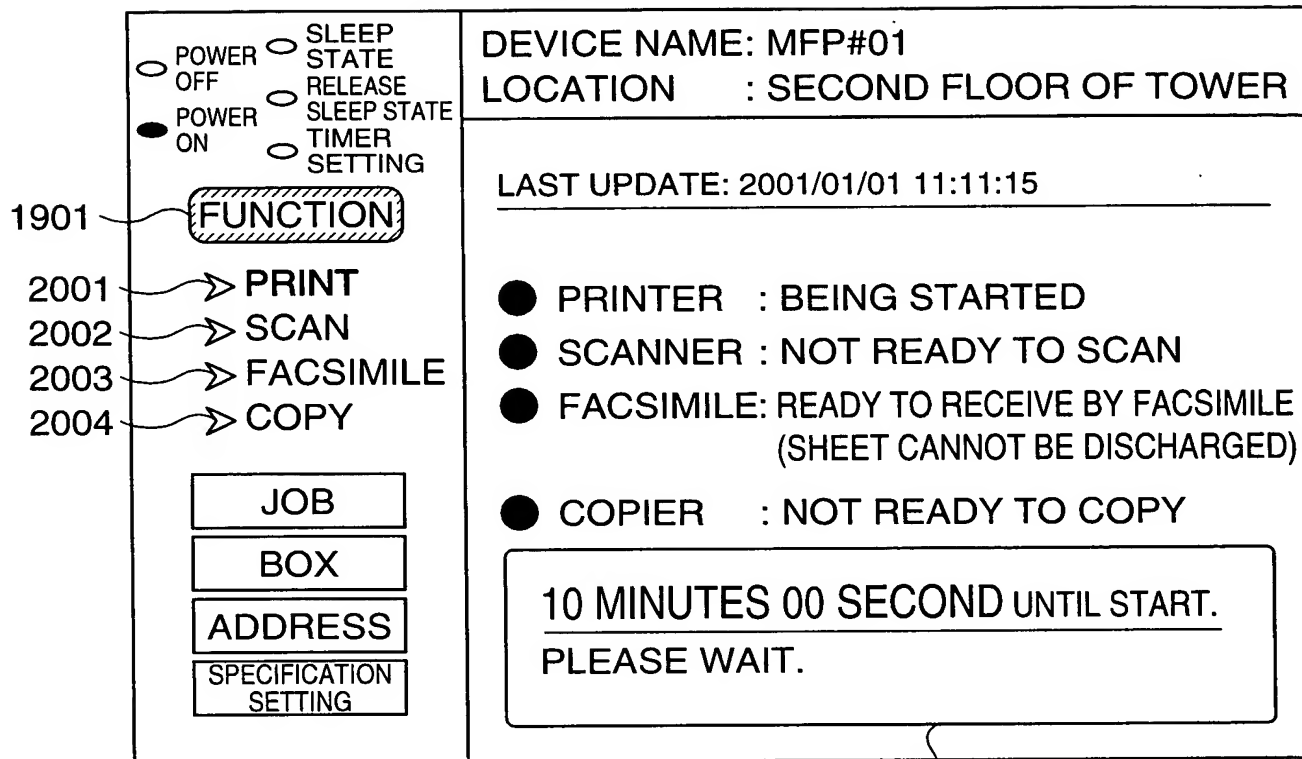 POWER OFF
POWER ON
SLEEP STATE
RELEASE SLEEP STATE
TIMER SETTING
1901
FUNCTION
2001
PRINT
2002
SCAN
2003
FACSIMILE
2004
COPY
JOB
BOX
ADDRESS
SPECIFICATION
SETTING
DEVICE NAME: MFP#01
LOCATION : SECOND FLOOR OF TOWER
LAST UPDATE: 2001/01/01 11:11:15
PRINTER : BEING STARTED
SCANNER : NOT READY TO SCAN
FACSIMILE: READY TO RECEIVE BY FACSIMILE
(SHEET CANNOT BE DISCHARGED)
COPIER : NOT READY TO COPY
10 MINUTES 00 SECOND UNTIL START.
PLEASE WAIT.